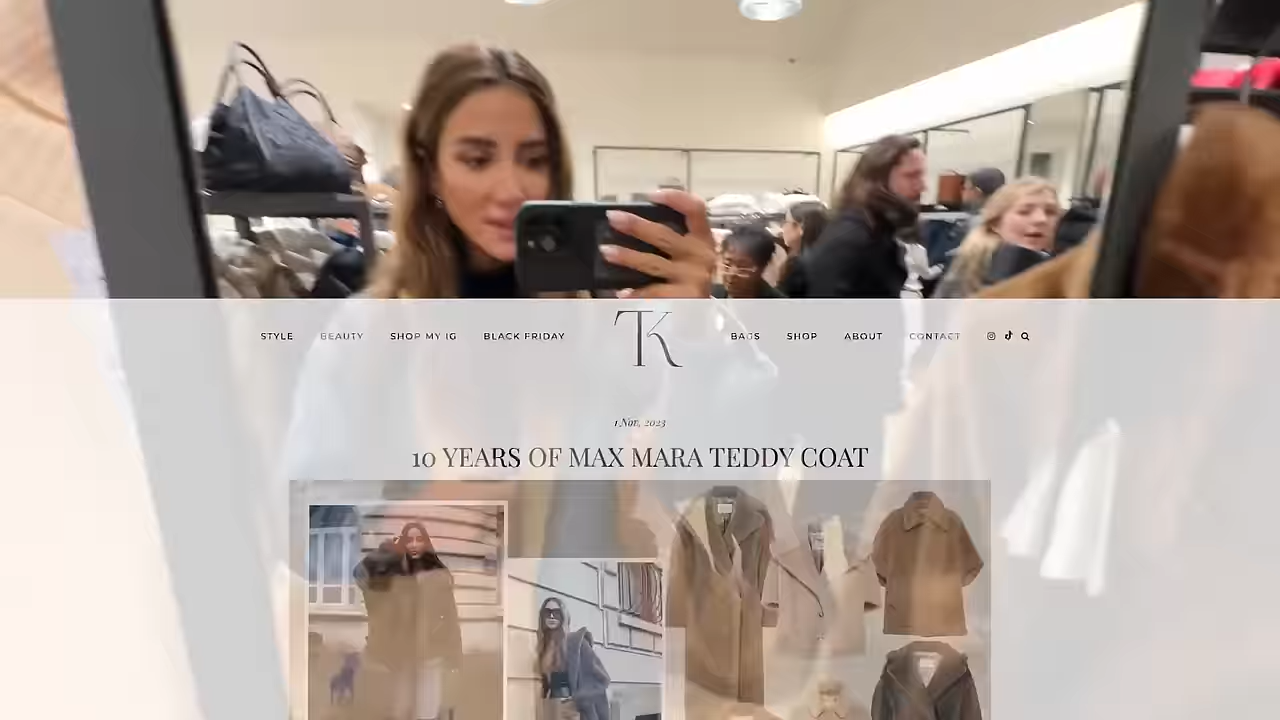 STYLE BEAUTY SHOP MY IG BLACK FRIDAY TK BAGS SHOP ABOUT CONTACT
1 Nov, 2023
10 YEARS OF MAX MARA TEDDY COAT